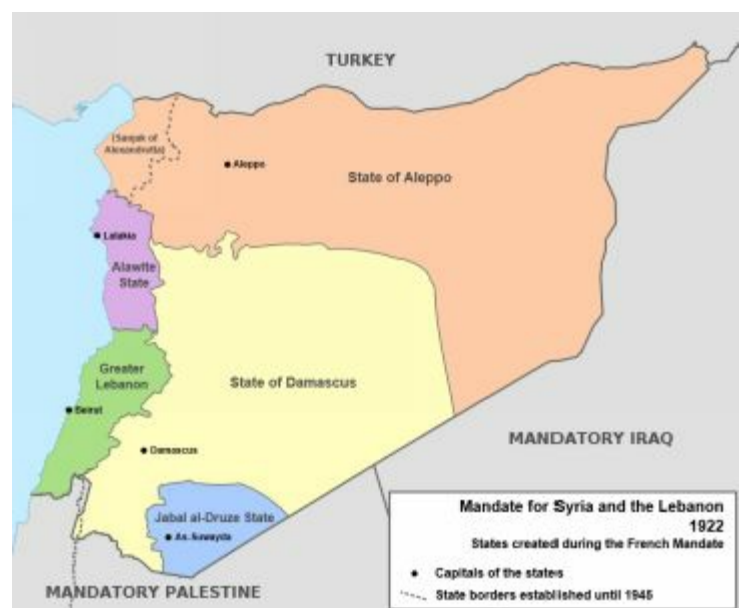 TURKEY
(Sanjak of
Alexandretta)
Aleppo
State of Aleppo
Latakia
Alawite
State
Greater
Lebanon
State of Damascus
Beirut
Damascus
MANDATORY IRAQ
Jabal al-Druze State
As-Suwayda
MANDATORY PALESTINE
Mandate for Syria and the Lebanon
1922
States created during the French Mandate
Capitals of the states
State borders established until 1945